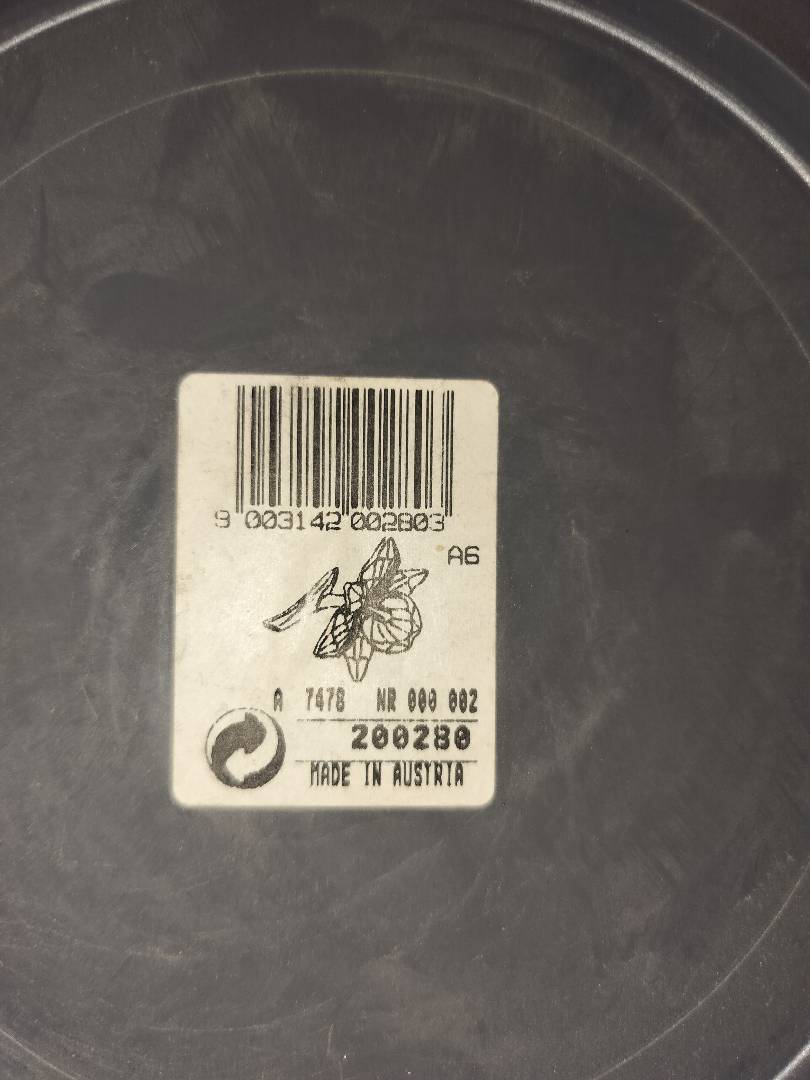 9 003142 002803
A6
A 7478 NR 000 002
200280
MADE IN AUSTRIA